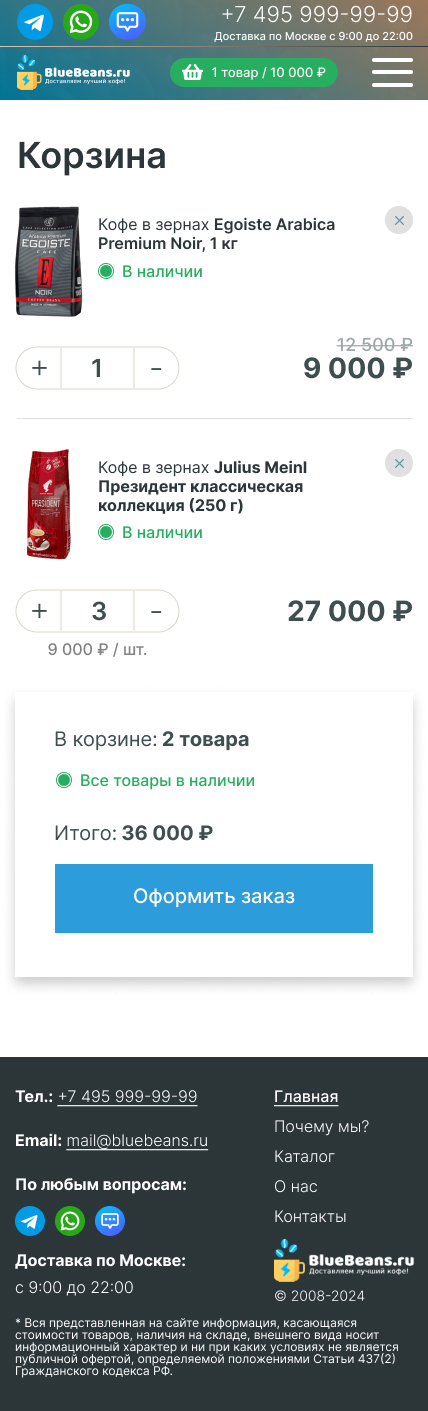 +7 495 999-99-99
Доставка по Москве с 9:00 до 22:00
BlueBeans.ru
Доставляем лучший кофе!
1 товар / 10 000 ₽
Корзина
EGOISTE
NOIR
Кофе в зернах Egoiste Arabica
Premium Noir, 1 кг
×
В наличии
12 500 ₽
+ 1 -
9 000 ₽
PRÄSIDENT
Кофе в зернах Julius Meinl
Президент классическая
коллекция (250 г)
×
В наличии
+ 3 -
27 000 ₽
9 000 ₽ / шт.
В корзине: 2 товара
Все товары в наличии
Итого: 36 000 ₽
Оформить заказ
Тел.: +7 495 999-99-99
Email: mail@bluebeans.ru
По любым вопросам:
Доставка по Москве:
с 9:00 до 22:00
Главная
Почему мы?
Каталог
О нас
Контакты
BlueBeans.ru
Доставляем лучший кофе!
© 2008-2024
* Вся представленная на сайте информация, касающаяся
стоимости товаров, наличия на складе, внешнего вида носит
информационный характер и ни при каких условиях не является
публичной офертой, определяемой положениями Статьи 437(2)
Гражданского кодекса РФ.